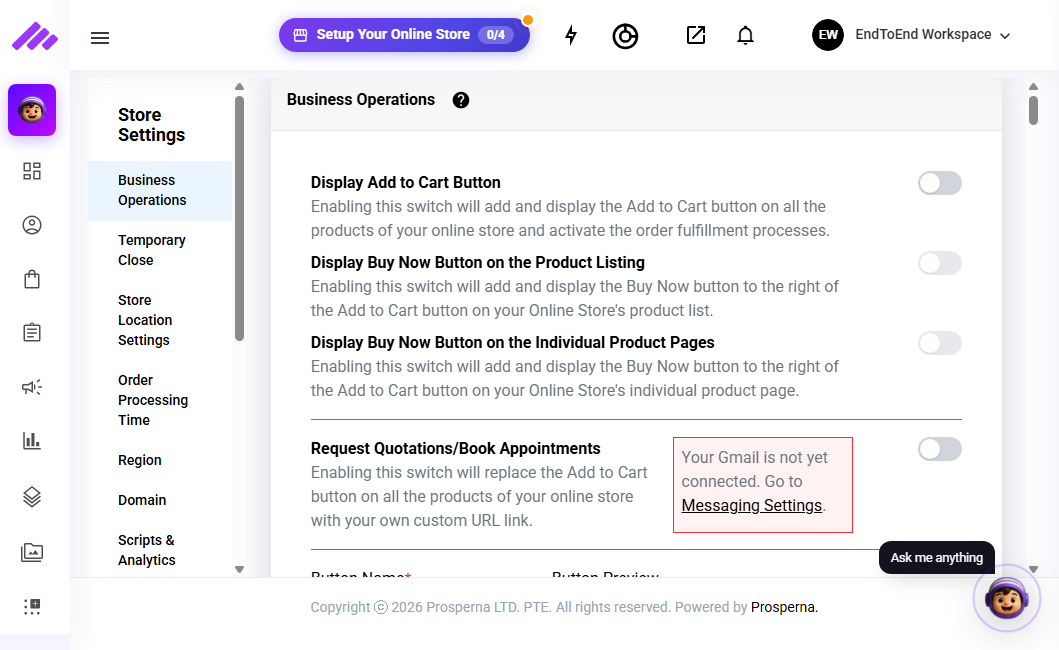 Setup Your Online Store 0/4
EW EndToEnd Workspace
Store
Settings
Business
Operations
Temporary
Close
Store
Location
Settings
Order
Processing
Time
Region
Domain
Scripts &
Analytics
Business Operations ?
Display Add to Cart Button
Enabling this switch will add and display the Add to Cart button on all the
products of your online store and activate the order fulfillment processes.
Display Buy Now Button on the Product Listing
Enabling this switch will add and display the Buy Now button to the right of
the Add to Cart button on your Online Store's product list.
Display Buy Now Button on the Individual Product Pages
Enabling this switch will add and display the Buy Now button to the right of
the Add to Cart button on your Online Store's individual product page.
Request Quotations/Book Appointments
Enabling this switch will replace the Add to Cart
button on all the products of your online store
with your own custom URL link.
Your Gmail is not yet
connected. Go to
Messaging Settings.
Button Name* Button Preview
Ask me anything
Copyright ⓒ 2026 Prosperna LTD. PTE. All rights reserved. Powered by Prosperna.